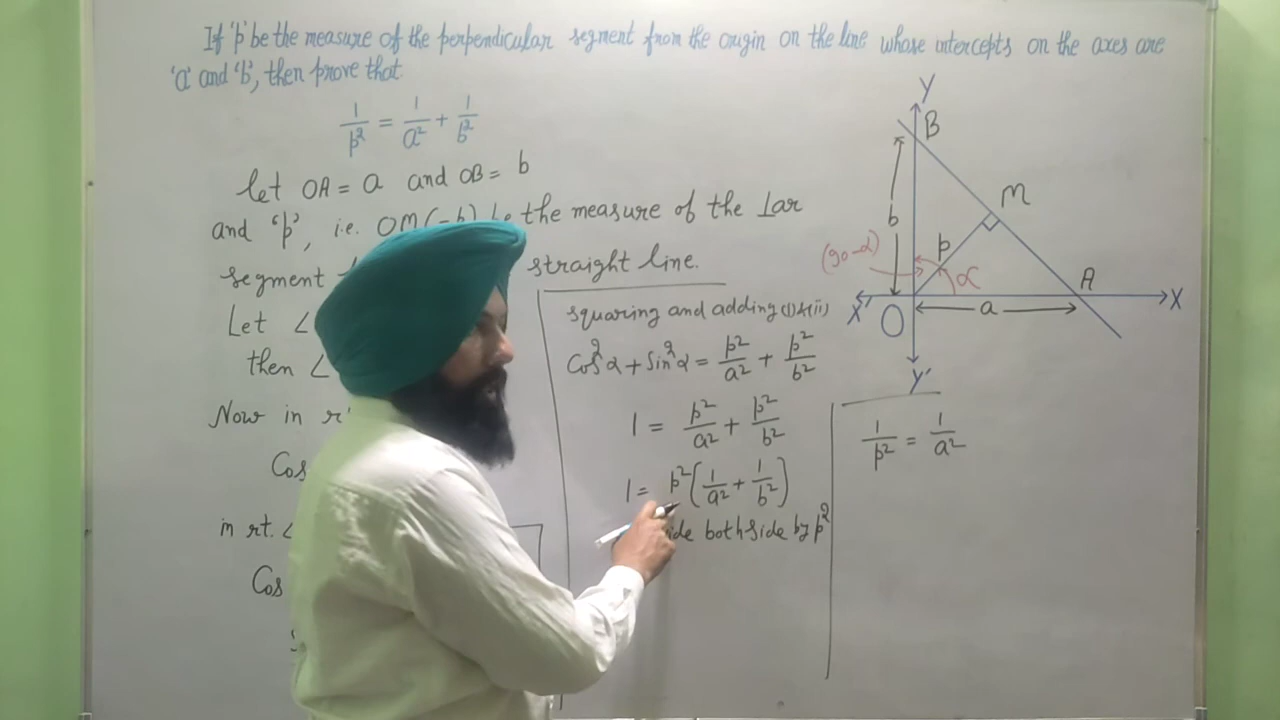 If 'p' be the measure of the perpendicular segment from the origin on the line whose intercepts on the axes are
'a' and 'b', then prove that
1/p² = 1/a² + 1/b²
let OA = a and OB = b
and 'p', i.e. OM the measure of the ⊥ar
segment straight line.
Let ∠
then ∠
Now in
Cos
in rt. ∠
Cos
squaring and adding (i) & (ii)
Cos²α + Sin²α = p²/a² + p²/b²
1 = p²/a² + p²/b²
1 = p²(1/a² + 1/b²)
both side by p²
1/p² = 1/a²
Y
B
M
b
(90-α)
p
α
A
X'
O
a
X
Y'